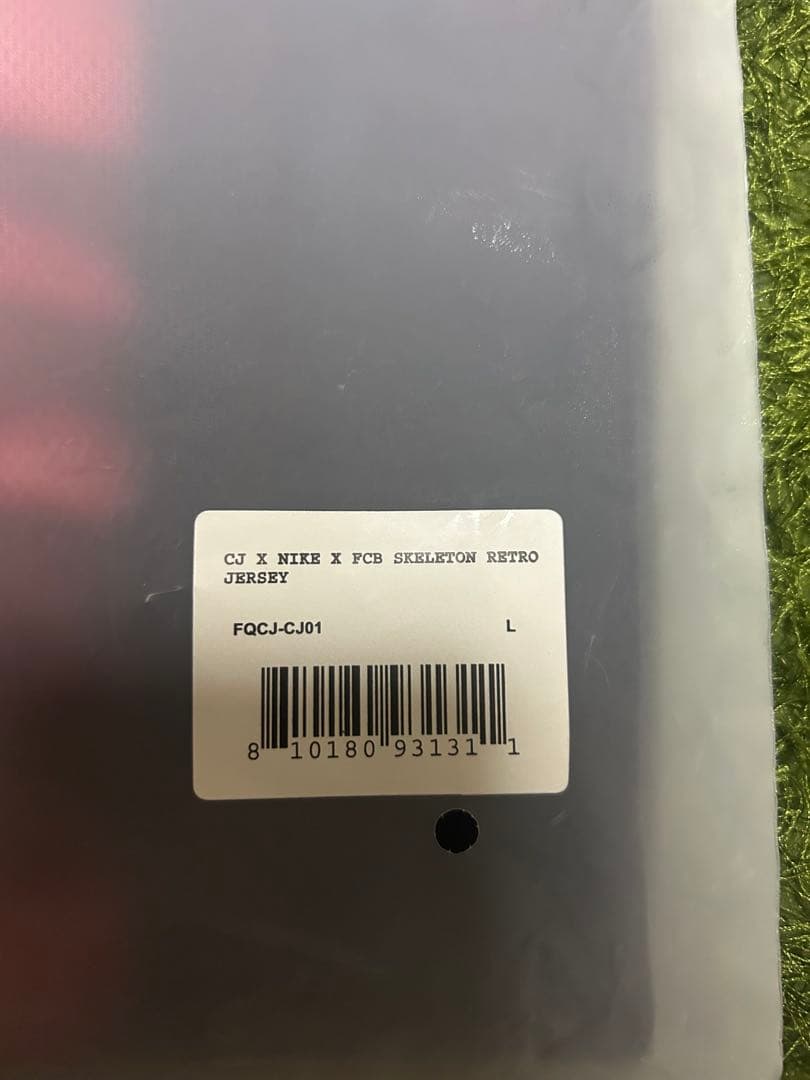 CJ X NIKE X FCB SKELETON RETRO
JERSEY
FQCJ-CJ01 L
8 10180 93131 1